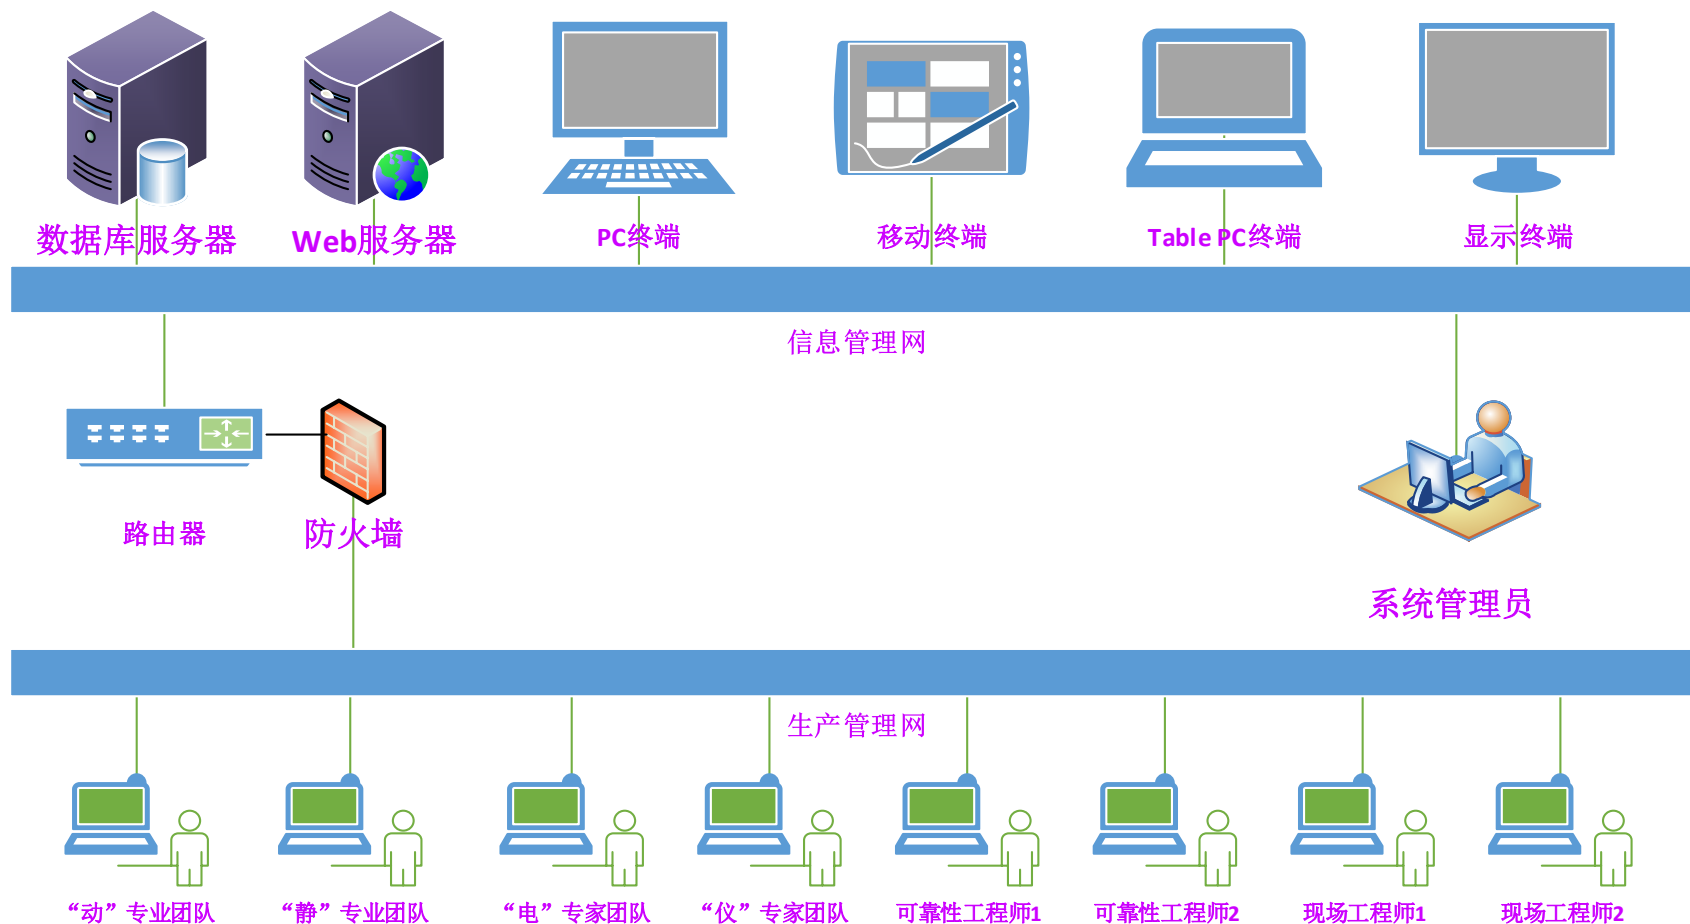 数据库服务器
Web服务器
PC终端
移动终端
Table PC终端
显示终端
信息管理网
路由器
防火墙
系统管理员
生产管理网
“动”专业团队
“静”专业团队
“电”专家团队
“仪”专家团队
可靠性工程师1
可靠性工程师2
现场工程师1
现场工程师2